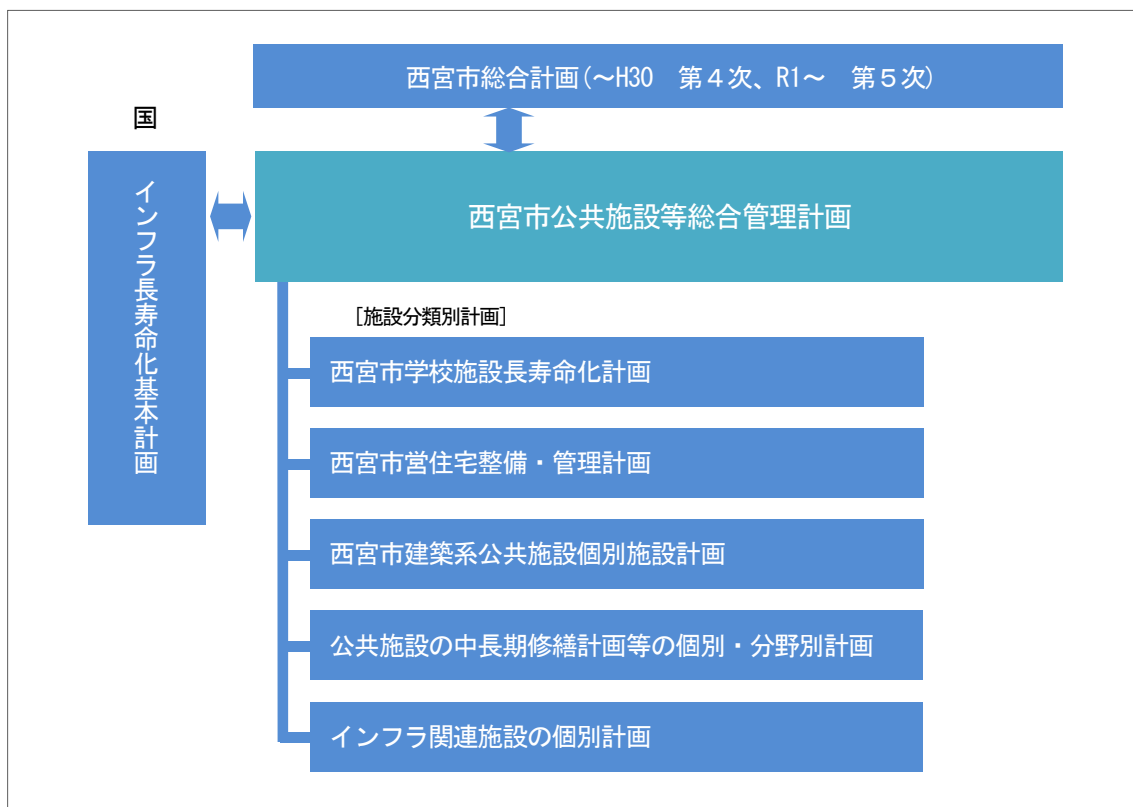 西宮市総合計画(～H30　第４次、R1～　第５次)
国
インフラ長寿命化基本計画
西宮市公共施設等総合管理計画
[施設分類別計画]
西宮市学校施設長寿命化計画
西宮市営住宅整備・管理計画
西宮市建築系公共施設個別施設計画
公共施設の中長期修繕計画等の個別・分野別計画
インフラ関連施設の個別計画